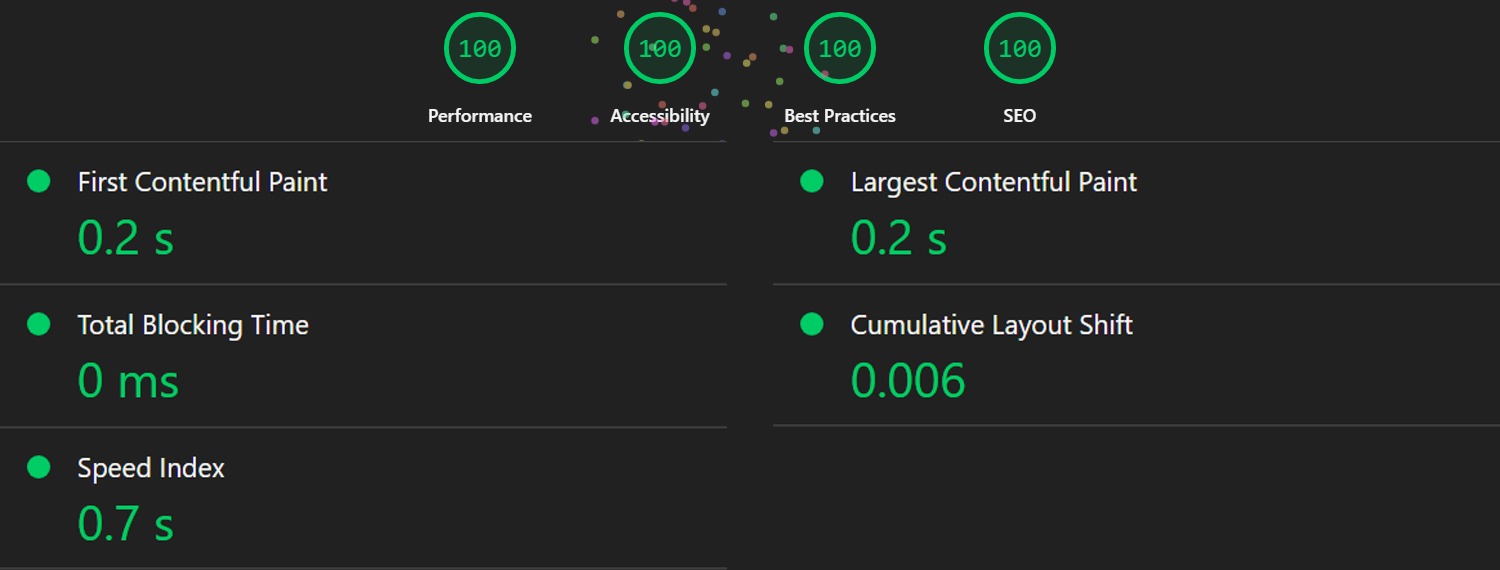 100 100 100 100
Performance Accessibility Best Practices SEO
First Contentful Paint
0.2 s
Largest Contentful Paint
0.2 s
Total Blocking Time
0 ms
Cumulative Layout Shift
0.006
Speed Index
0.7 s